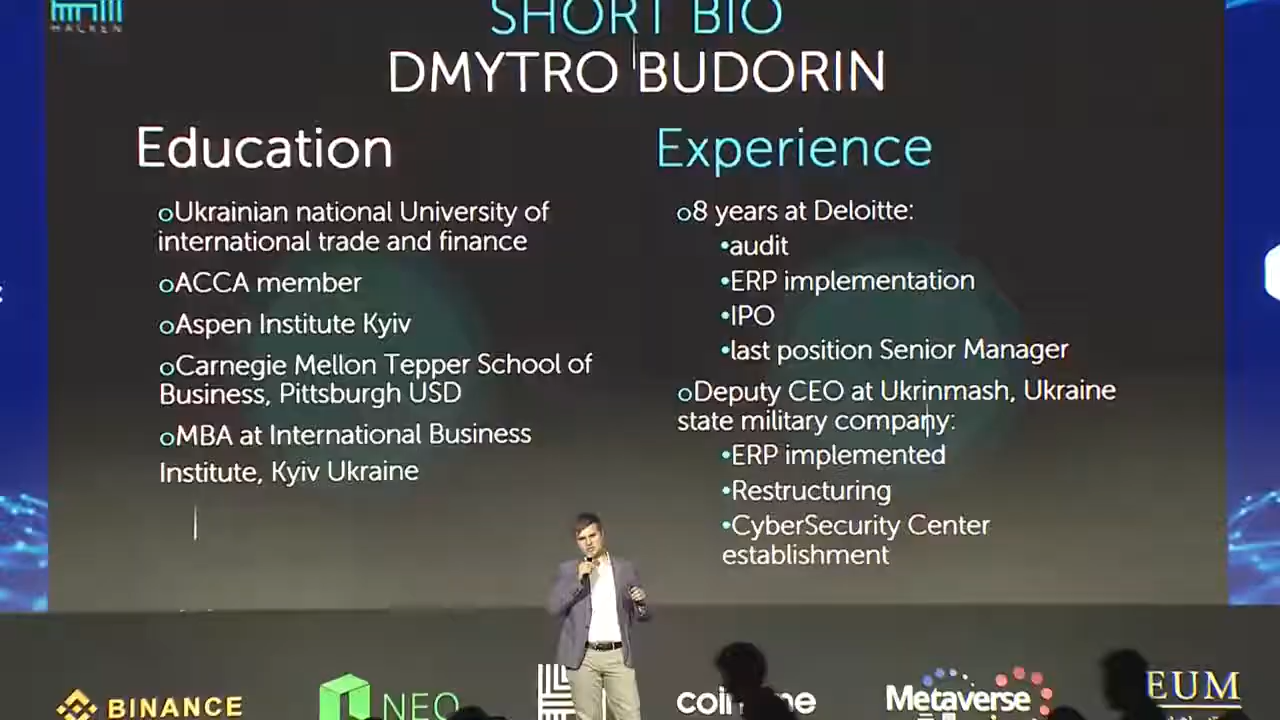 HACKEN
SHORT BIO
DMYTRO BUDORIN
Education
oUkrainian national University of
international trade and finance
oACCA member
oAspen Institute Kyiv
oCarnegie Mellon Tepper School of
Business, Pittsburgh USD
oMBA at International Business
Institute, Kyiv Ukraine
Experience
o8 years at Deloitte:
•audit
•ERP implementation
•IPO
•last position Senior Manager
oDeputy CEO at Ukrinmash, Ukraine
state military company:
•ERP implemented
•Restructuring
•CyberSecurity Center
establishment
BINANCE
NEO
Metaverse